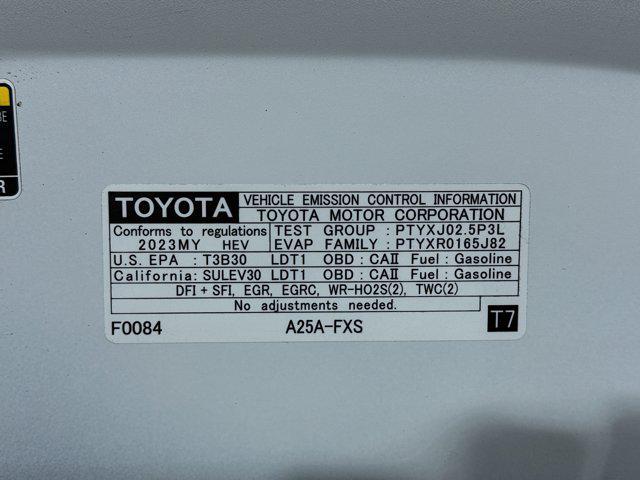 BE
E
R
TOYOTA VEHICLE EMISSION CONTROL INFORMATION
TOYOTA MOTOR CORPORATION
Conforms to regulations TEST GROUP : PTYXJ02.5P3L
2023MY HEV EVAP FAMILY : PTYXR0165J82
U.S. EPA : T3B30 LDT1 OBD : CAII Fuel : Gasoline
California: SULEV30 LDT1 OBD : CAII Fuel : Gasoline
DFI + SFI, EGR, EGRC, WR-HO2S(2), TWC(2)
No adjustments needed.
F0084 A25A-FXS T7